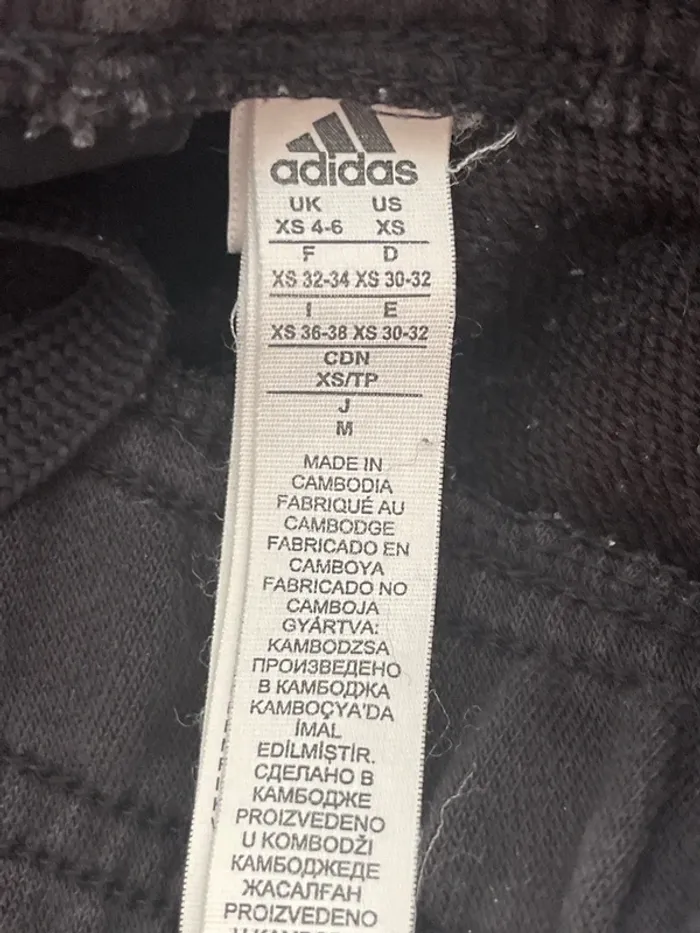 adidas
UK US
XS 4-6 XS
F D
XS 32-34 XS 30-32
I E
XS 36-38 XS 30-32
CDN
XS/TP
J
M
MADE IN
CAMBODIA
FABRIQUÉ AU
CAMBODGE
FABRICADO EN
CAMBOYA
FABRICADO NO
CAMBOJA
GYÁRTVA:
KAMBODZSA
ПРОИЗВЕДЕНО
В КАМБОДЖА
KAMBOÇYA'DA
İMAL
EDİLMİŞTİR.
СДЕЛАНО В
КАМБОДЖЕ
PROIZVEDENO
U KOMBODŽI
КАМБОДЖЕДЕ
ЖАСАЛҒАН
PROIZVEDENO